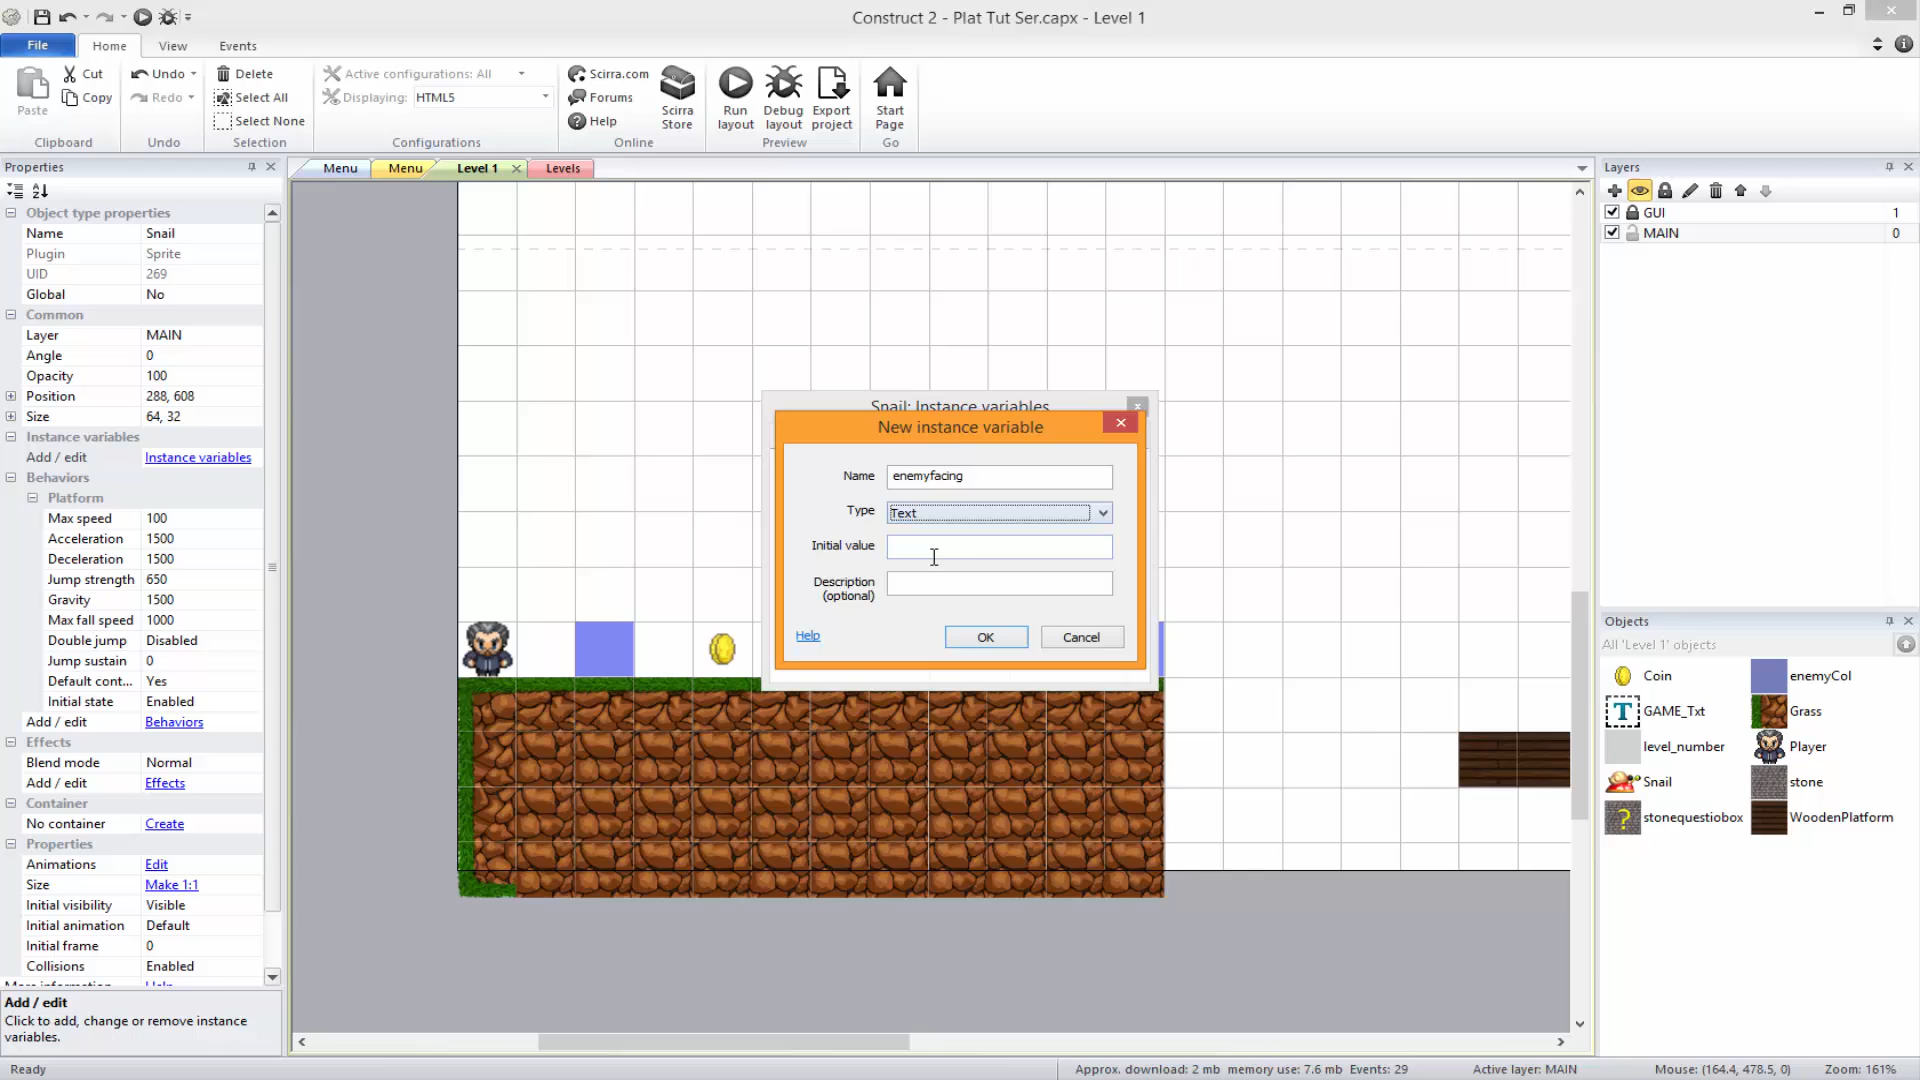 Construct 2 - Plat Tut Ser.capx - Level 1
File
Home
View
Events
Paste
Cut
Copy
Clipboard
Undo
Redo
Undo
Delete
Select All
Select None
Selection
Active configurations: All
Displaying:
HTML5
Configurations
Scirra.com
Forums
Help
Scirra
Store
Online
Run
layout
Debug
layout
Export
project
Preview
Start
Page
Go
Properties
Menu
Menu
Level 1
Levels
Layers
Object type properties
Name Snail
Plugin Sprite
UID 269
Global No
Common
Layer MAIN
Angle 0
Opacity 100
Position 288, 608
Size 64, 32
Instance variables
Add / edit Instance variables
Behaviors
Platform
Max speed 100
Acceleration 1500
Deceleration 1500
Jump strength 650
Gravity 1500
Max fall speed 1000
Double jump Disabled
Jump sustain 0
Default cont... Yes
Initial state Enabled
Add / edit Behaviors
Effects
Blend mode Normal
Add / edit Effects
Container
No container Create
Properties
Animations Edit
Size Make 1:1
Initial visibility Visible
Initial animation Default
Initial frame 0
Collisions Enabled
More information Help
Add / edit
Click to add, change or remove instance
variables.
Snail: Instance variables
New instance variable
Name enemyfacing
Type Text
Initial value
Description
(optional)
Help
OK
Cancel
GUI 1
MAIN 0
Objects
All 'Level 1' objects
Coin
enemyCol
T GAME_Txt
Grass
level_number
Player
Snail
stone
? stonequestiobox
WoodenPlatform
Ready
Approx. download: 2 mb memory use: 7.6 mb Events: 29
Active layer: MAIN
Mouse: (164.4, 478.5, 0)
Zoom: 161%